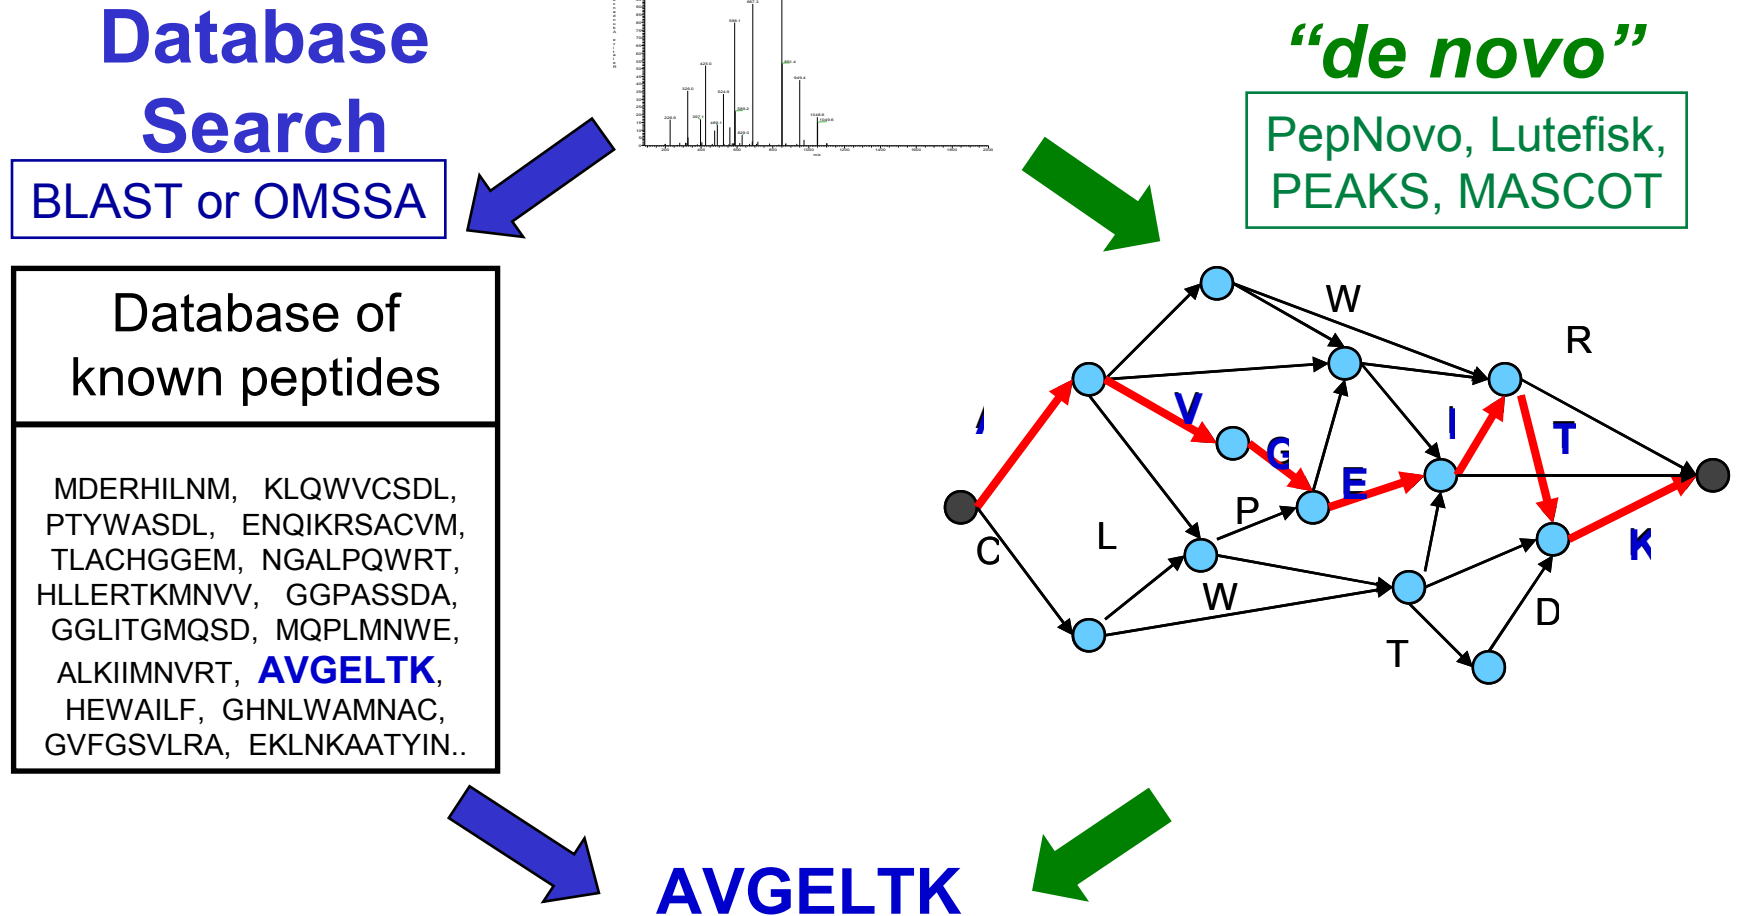 Database
Search
BLAST or OMSSA
Database of
known peptides
MDERHILNM, KLQWVCSDL,
PTYWASDL, ENQIKRSACVM,
TLACHGGEM, NGALPQWRT,
HLLERTKMNVV, GGPASSDA,
GGLITGMQSD, MQPLMNWE,
ALKIIMNVRT, AVGELTK,
HEWAILF, GHNLWAMNAC,
GVFGSVLRA, EKLNKAATYIN..
“de novo”
PepNovo, Lutefisk,
PEAKS, MASCOT
W
R
V
I
T
G
E
P
C
L
K
W
D
T
AVGELTK